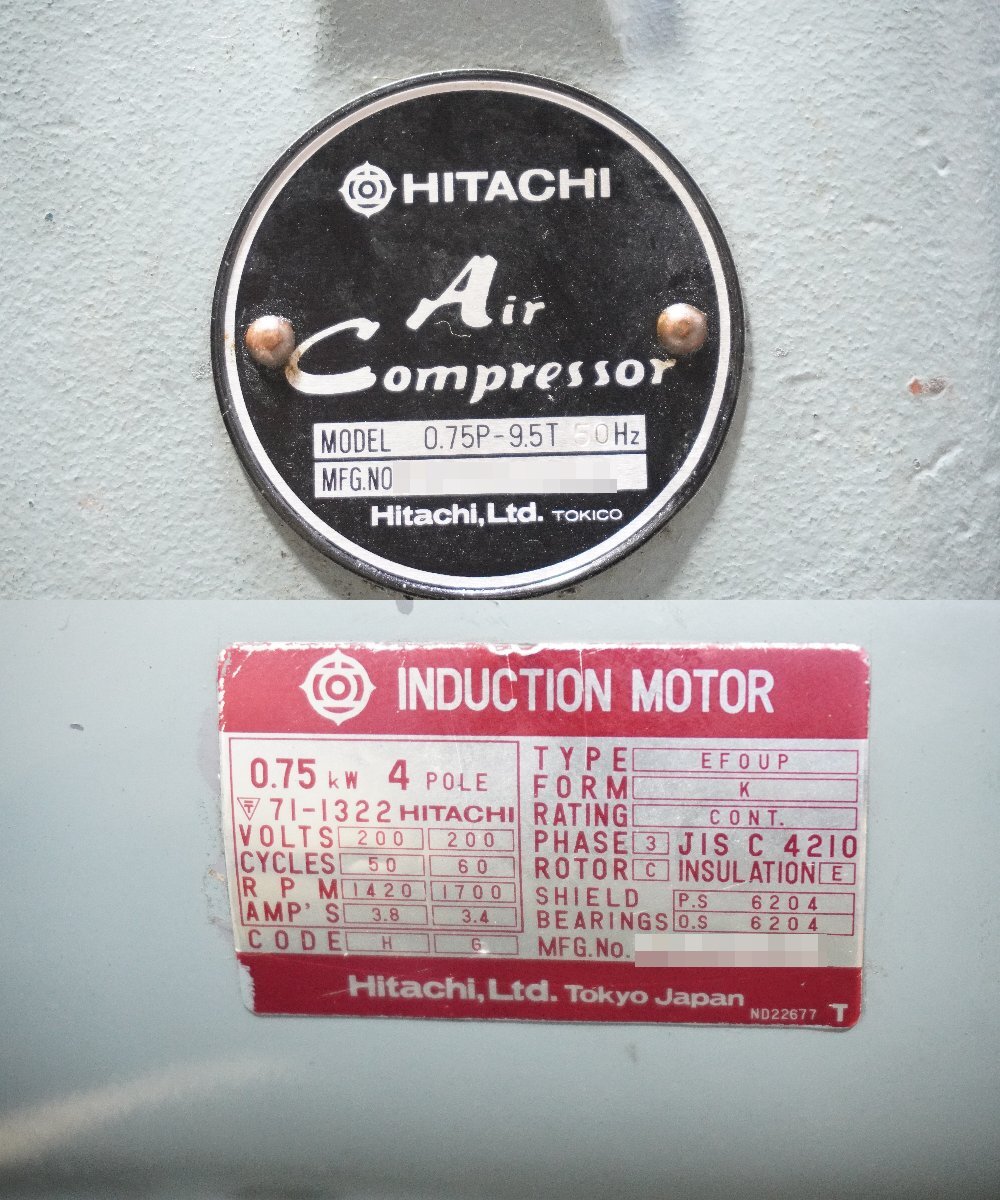 HITACHI
Air
Compressor
MODEL 0.75P-9.5T 50Hz
MFG.NO
Hitachi,Ltd. TOKICO
INDUCTION MOTOR
0.75 kW 4 POLE
〒 71-1322 HITACHI
VOLTS 200 200
CYCLES 50 60
RPM 1420 1700
AMP'S 3.8 3.4
CODE H G
TYPE EFOUP
FORM K
RATING CONT.
PHASE 3 JIS C 4210
ROTOR C INSULATION E
SHIELD P.S 6204
BEARINGS O.S 6204
MFG.No.
Hitachi,Ltd. Tokyo Japan
ND22677 T